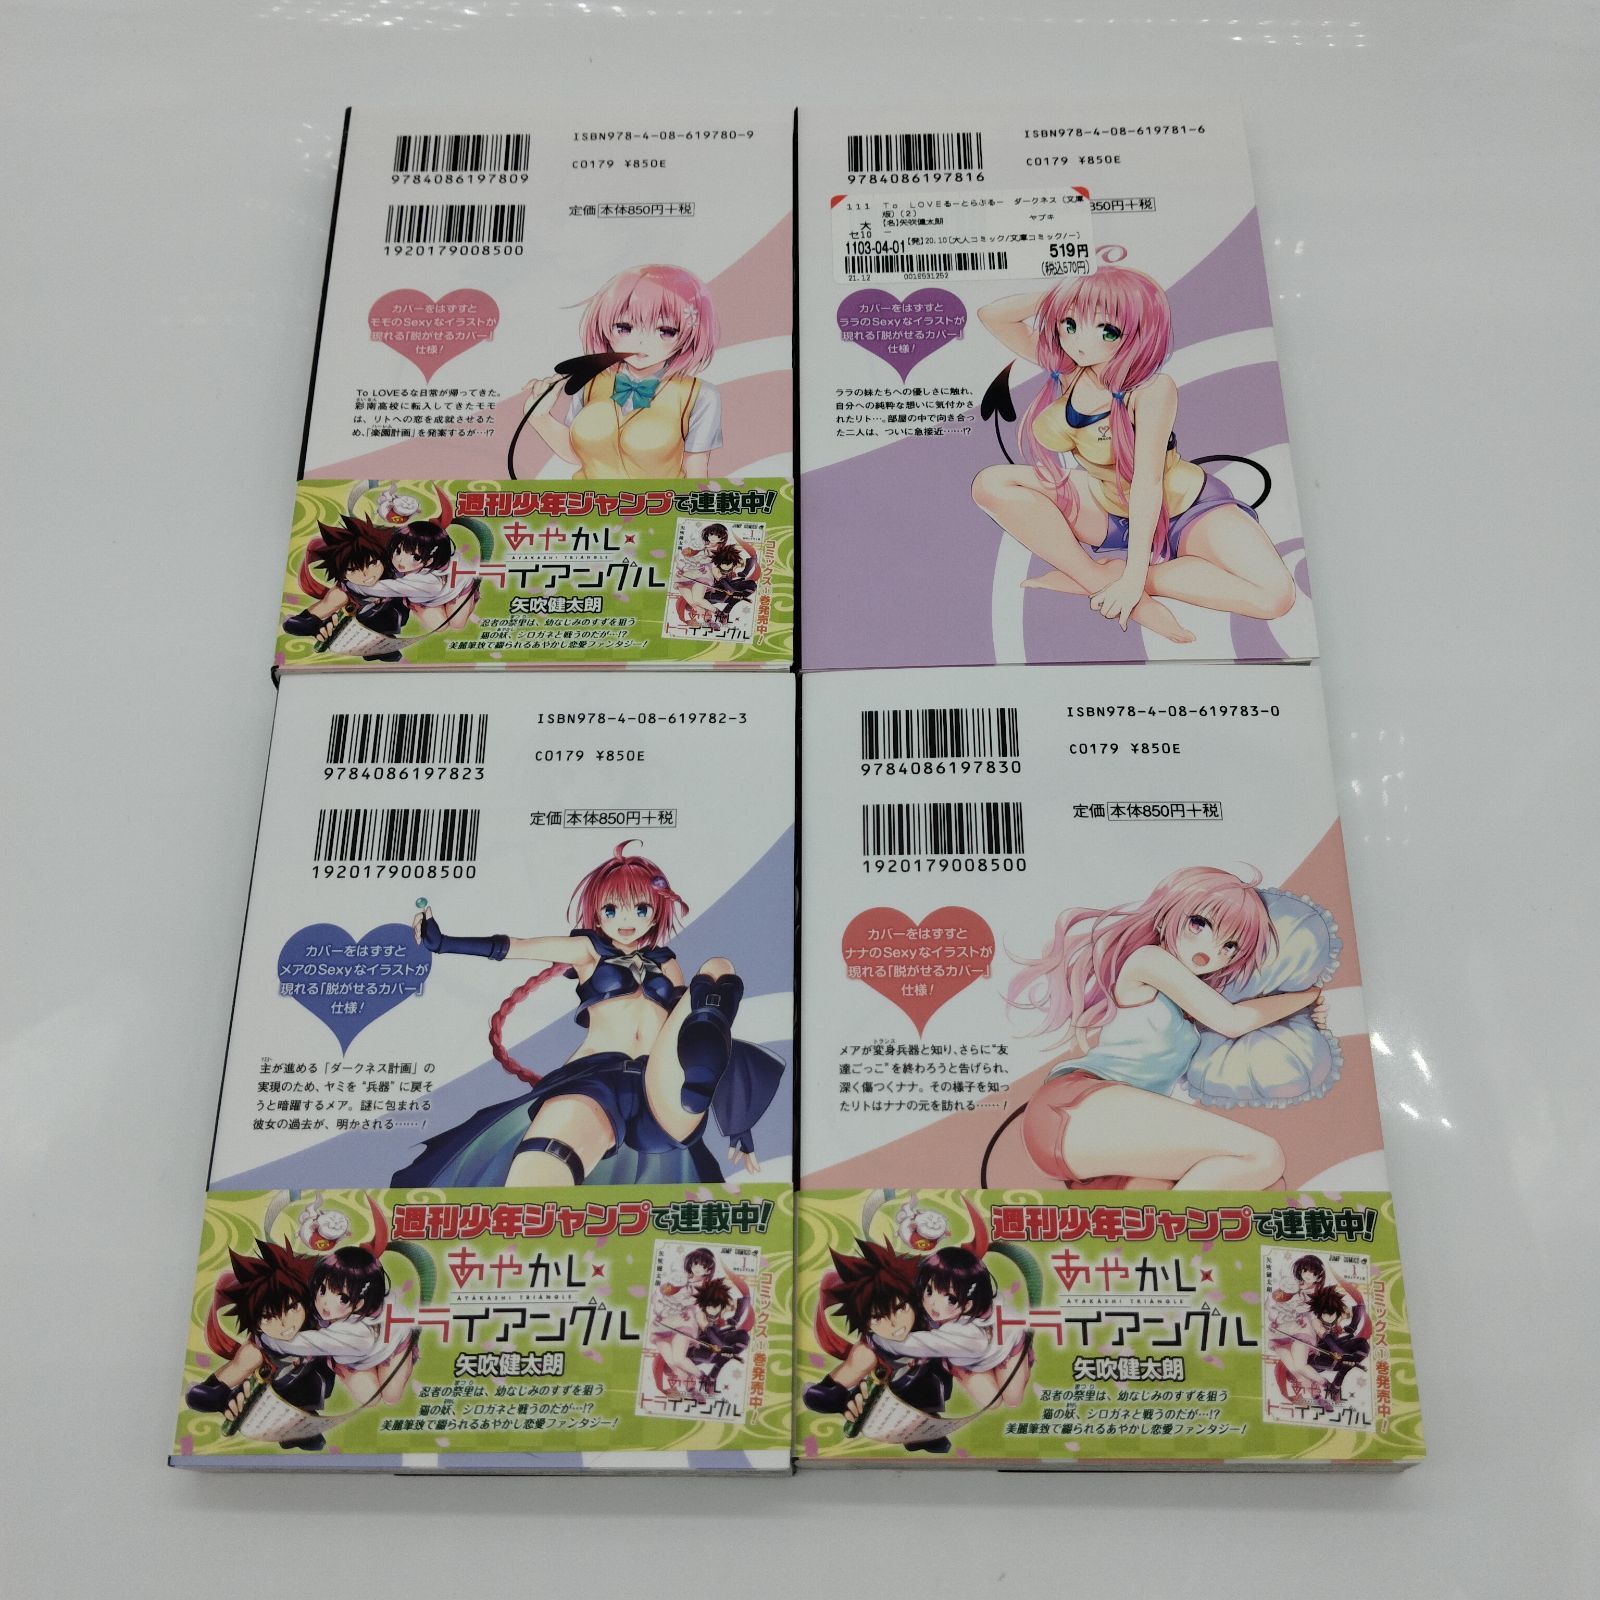 ISBN978-4-08-619780-9
9784086197809
C0179 ¥850E
定価 本体850円+税
1920179008500
カバーをはずすと
モモのSexyなイラストが
現れる「脱がせるカバー」
仕様!
To LOVEるな日常が帰ってきた。
彩南高校に転入してきたモモ
は、リトへの恋を成就させるた
め、「楽園計画」を発案するが…!?
週刊少年ジャンプで連載中!
あやかし
AYAKASHI TRIANGLE
トライアングル
矢吹健太朗
忍者の祭里は、幼なじみのすずを狙う
猫の妖、シロガネと戦うのだが…!?
美麗筆致で綴られるあやかし恋愛ファンタジー!
コミックス1巻発売中!
ISBN978-4-08-619781-6
9784086197816
C0179 ¥850E
850円+税
111 To LOVEるーとらぶるー ダークネス(文庫
版)(2)
大 【名】矢吹健太朗 ヤブキ
セ10 ー
1103-04-01 【発】20.10[大人コミック/文庫コミック/ー]
519円
(税込570円)
21.12 0018531252
カバーをはずすと
ララのSexyなイラストが
現れる「脱がせるカバー」
仕様!
ララの妹たちへの優しさに触れ、
自分への純粋な想いに気付かさ
れたリト…。部屋の中で向き合っ
た二人は、ついに急接近……!?
ISBN978-4-08-619782-3
9784086197823
C0179 ¥850E
定価 本体850円+税
1920179008500
カバーをはずすと
メアのSexyなイラストが
現れる「脱がせるカバー」
仕様!
主が進める「ダークネス計画」の
実現のため、ヤミを“兵器”に戻そ
うと暗躍するメア。謎に包まれる
彼女の過去が、明かされる……!
週刊少年ジャンプで連載中!
あやかし
AYAKASHI TRIANGLE
トライアングル
矢吹健太朗
忍者の祭里は、幼なじみのすずを狙う
猫の妖、シロガネと戦うのだが…!?
美麗筆致で綴られるあやかし恋愛ファンタジー!
コミックス1巻発売中!
ISBN978-4-08-619783-0
9784086197830
C0179 ¥850E
定価 本体850円+税
1920179008500
カバーをはずすと
ナナのSexyなイラストが
現れる「脱がせるカバー」
仕様!
トランス
メアが変身兵器と知り、さらに“友
達ごっこ”を終わろうと告げられ、
深く傷つくナナ。その様子を知っ
たリトはナナの元を訪れる……!
週刊少年ジャンプで連載中!
あやかし
AYAKASHI TRIANGLE
トライアングル
矢吹健太朗
忍者の祭里は、幼なじみのすずを狙う
猫の妖、シロガネと戦うのだが…!?
美麗筆致で綴られるあやかし恋愛ファンタジー!
コミックス1巻発売中!